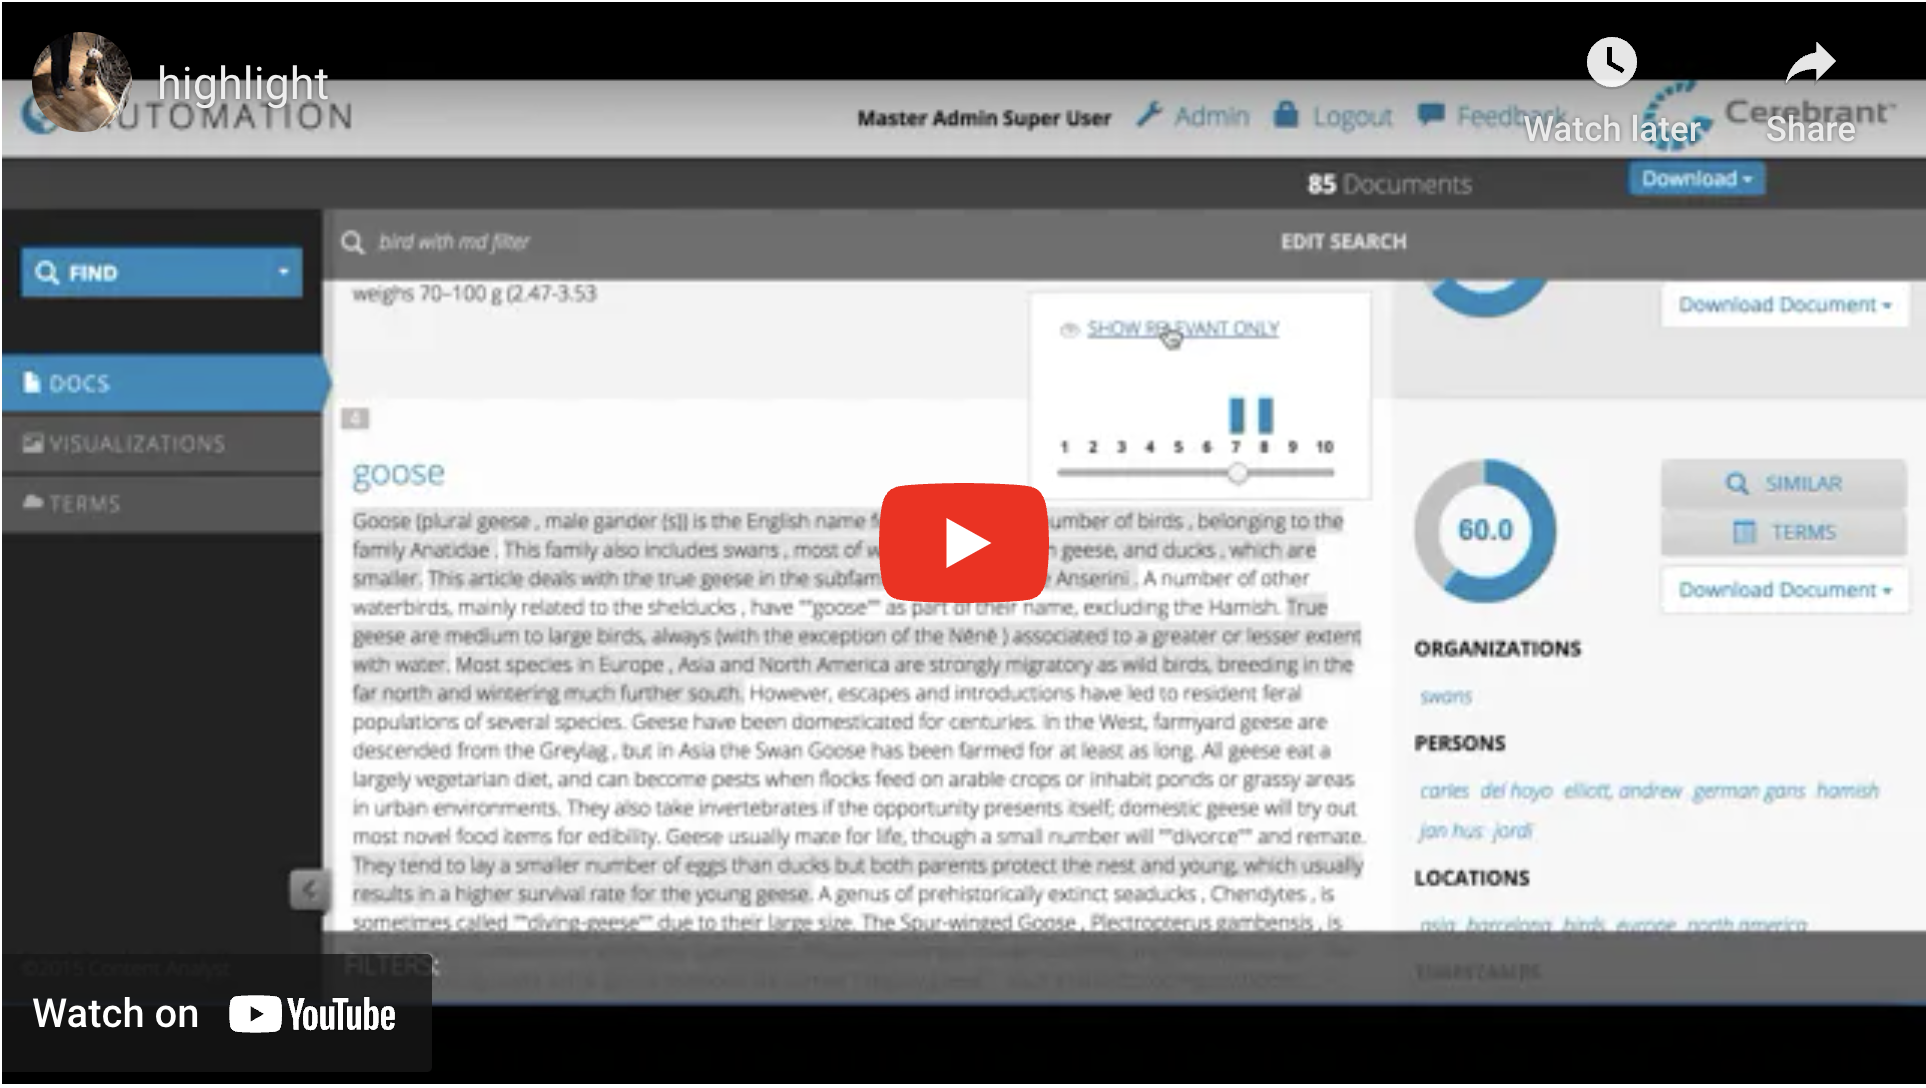 highlight
AUTOMATION
Master Admin Super User Admin Logout Feedback Cerebrant
Watch later Share
85 Documents Download
bird with md filter EDIT SEARCH
FIND
weighs 70–100 g (2.47-3.53
SHOW RELEVANT ONLY
Download Document
DOCS
4
VISUALIZATIONS
1 2 3 4 5 6 7 8 9 10
goose
TERMS
SIMILAR
60.0
TERMS
Download Document
Goose (plural geese , male gander [s]) is the English name umber of birds , belonging to the
family Anatidae . This family also includes swans , most of geese, and ducks , which are
smaller. This article deals with the true geese in the Anserini . A number of other
waterbirds, mainly related to the shelducks , have ""goose"" as part of their name, excluding the Hamish. True
geese are medium to large birds, always (with the exception of the Nēnē ) associated to a greater or lesser extent
with water. Most species in Europe , Asia and North America are strongly migratory as wild birds, breeding in the
far north and wintering much further south. However, escapes and introductions have led to resident feral
populations of several species. Geese have been domesticated for centuries. In the West, farmyard geese are
descended from the Greylag , but in Asia the Swan Goose has been farmed for at least as long. All geese eat a
largely vegetarian diet, and can become pests when flocks feed on arable crops or inhabit ponds or grassy areas
in urban environments. They also take invertebrates if the opportunity presents itself; domestic geese will try out
most novel food items for edibility. Geese usually mate for life, though a small number will ""divorce"" and remate.
They tend to lay a smaller number of eggs than ducks but both parents protect the nest and young, which usually
results in a higher survival rate for the young geese. A genus of prehistorically extinct seaducks , Chendytes , is
sometimes called ""diving-geese"" due to their large size. The Spur-winged Goose , Plectropterus gambensis , is
ORGANIZATIONS
swans
PERSONS
carles del hoyo elliott, andrew german gans hamish
jan hus jordi
LOCATIONS
asia barcelona birds europe north america
©2015 Content Analyst
FILTERS:
TIMESTAMPS
Watch on YouTube